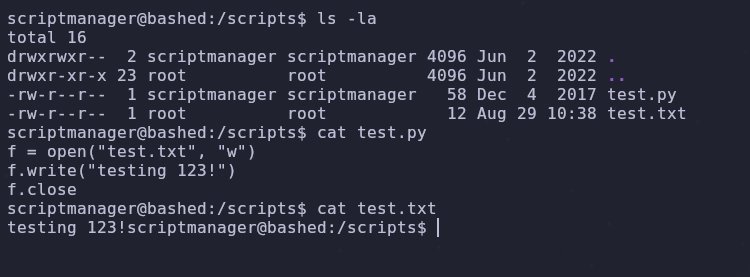 scriptmanager@bashed:/scripts$ ls -la
total 16
drwxrwxr--  2 scriptmanager scriptmanager 4096 Jun  2  2022 .
drwxr-xr-x 23 root          root          4096 Jun  2  2022 ..
-rw-r--r--  1 scriptmanager scriptmanager   58 Dec  4  2017 test.py
-rw-r--r--  1 root          root            12 Aug 29 10:38 test.txt
scriptmanager@bashed:/scripts$ cat test.py
f = open("test.txt", "w")
f.write("testing 123!")
f.close
scriptmanager@bashed:/scripts$ cat test.txt
testing 123!scriptmanager@bashed:/scripts$